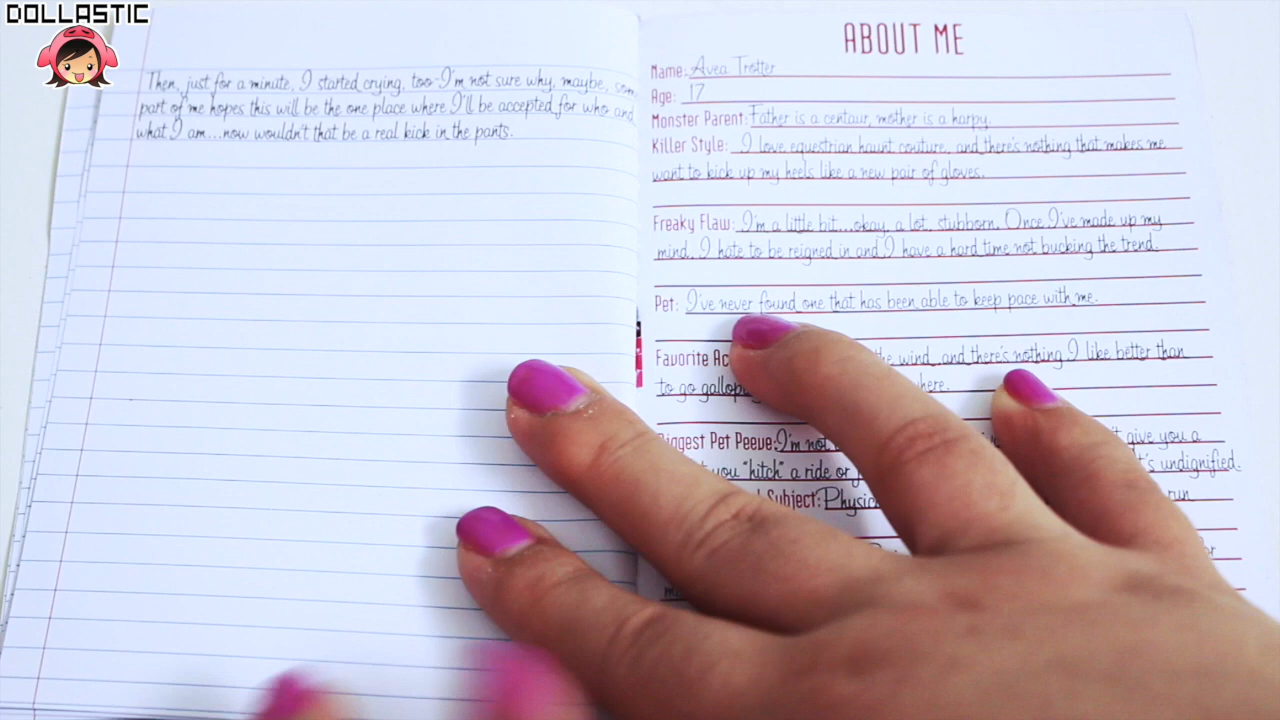 DOLLASTIC
Then, just for a minute, I started crying, too I'm not sure why, maybe, som
part of me hopes this will be the one place where I'll be accepted for who and
what I am...now wouldn't that be a real kick in the pants.
ABOUT ME
Name: Avea Trotter
Age: 17
Monster Parent: Father is a centaur, mother is a harpy.
Killer Style: I love equestrian haunt couture, and there's nothing that makes me
want to kick up my heels like a new pair of gloves.
Freaky Flaw: I'm a little bit...okay, a lot, stubborn. Once I've made up my
mind, I hate to be reigned in and I have a hard time not bucking the trend.
Pet: I've never found one that has been able to keep pace with me.
Favorite Ac the wind, and there's nothing I like better than
to go gallopi where.
Biggest Pet Peeve: I'm not give you a
you "hitch" a ride or undignified.
Subject: Physic run